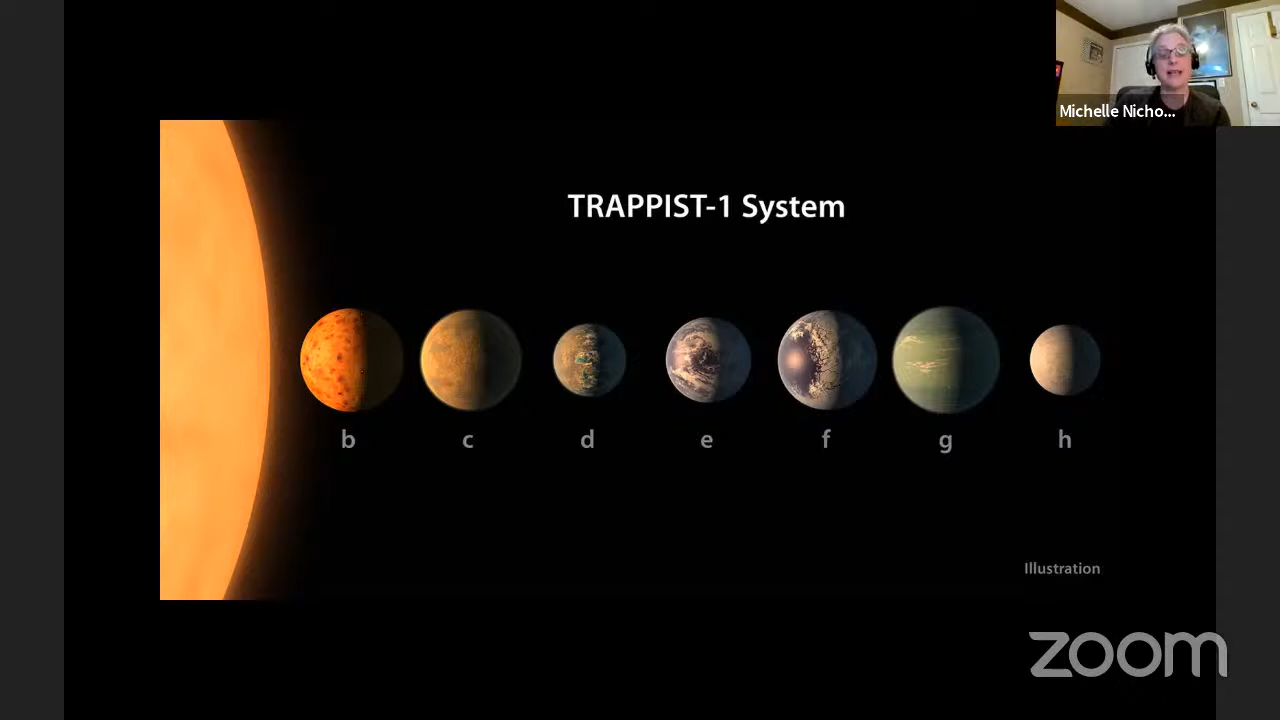 Michelle Nicho...
TRAPPIST-1 System
b c d e f g h
Illustration
zoom